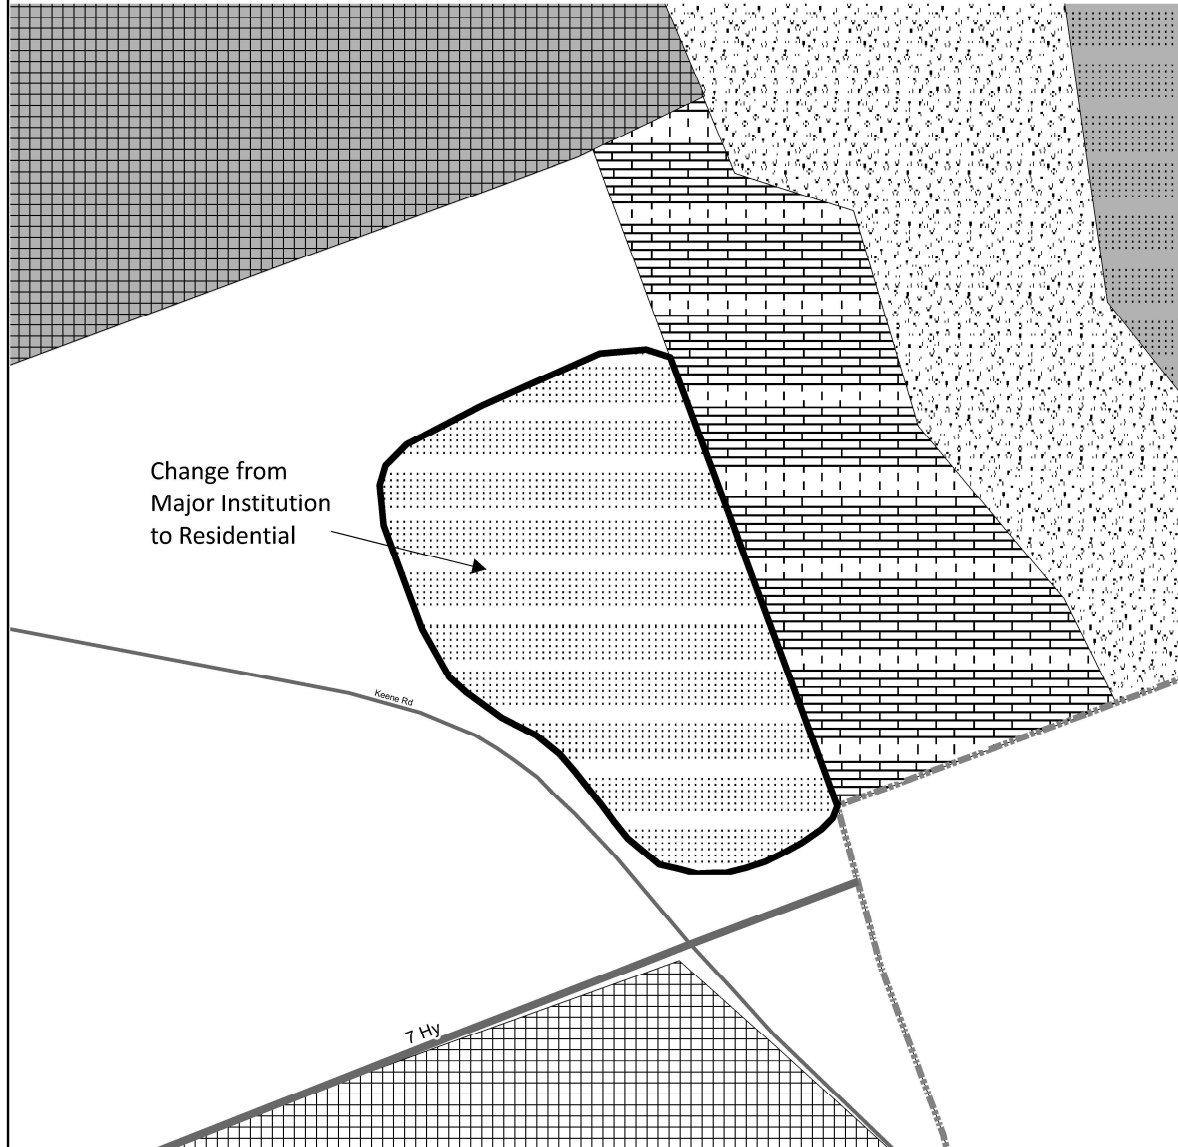 Change from
Major Institution
to Residential
Keene Rd
7 Hy